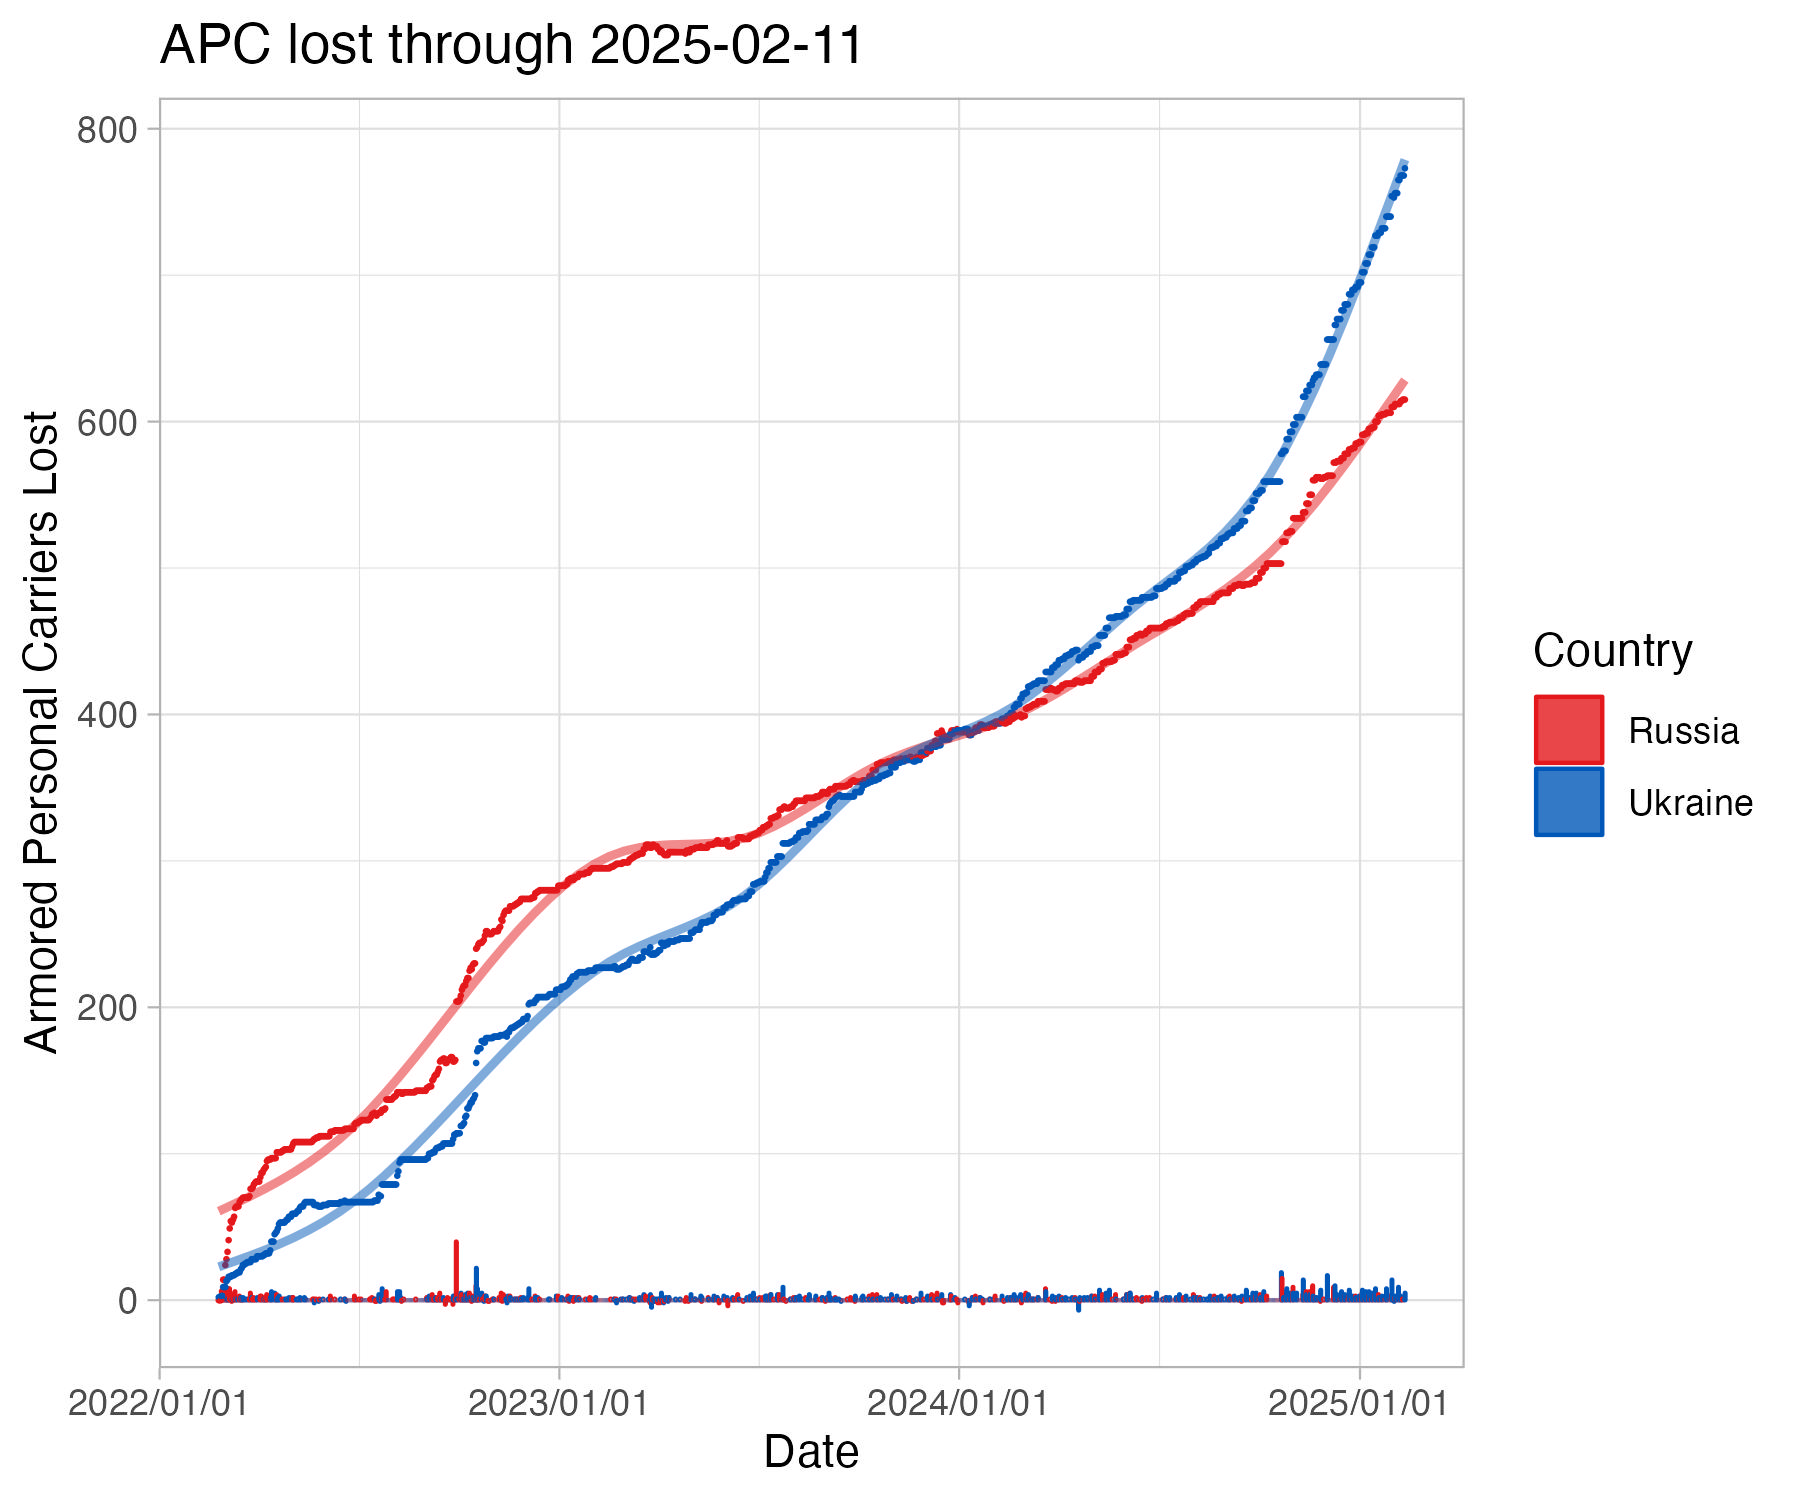 APC lost through 2025-02-11
Armored Personal Carriers Lost
800
600
400
200
0
2022/01/01
2023/01/01
2024/01/01
2025/01/01
Date
Country
Russia
Ukraine